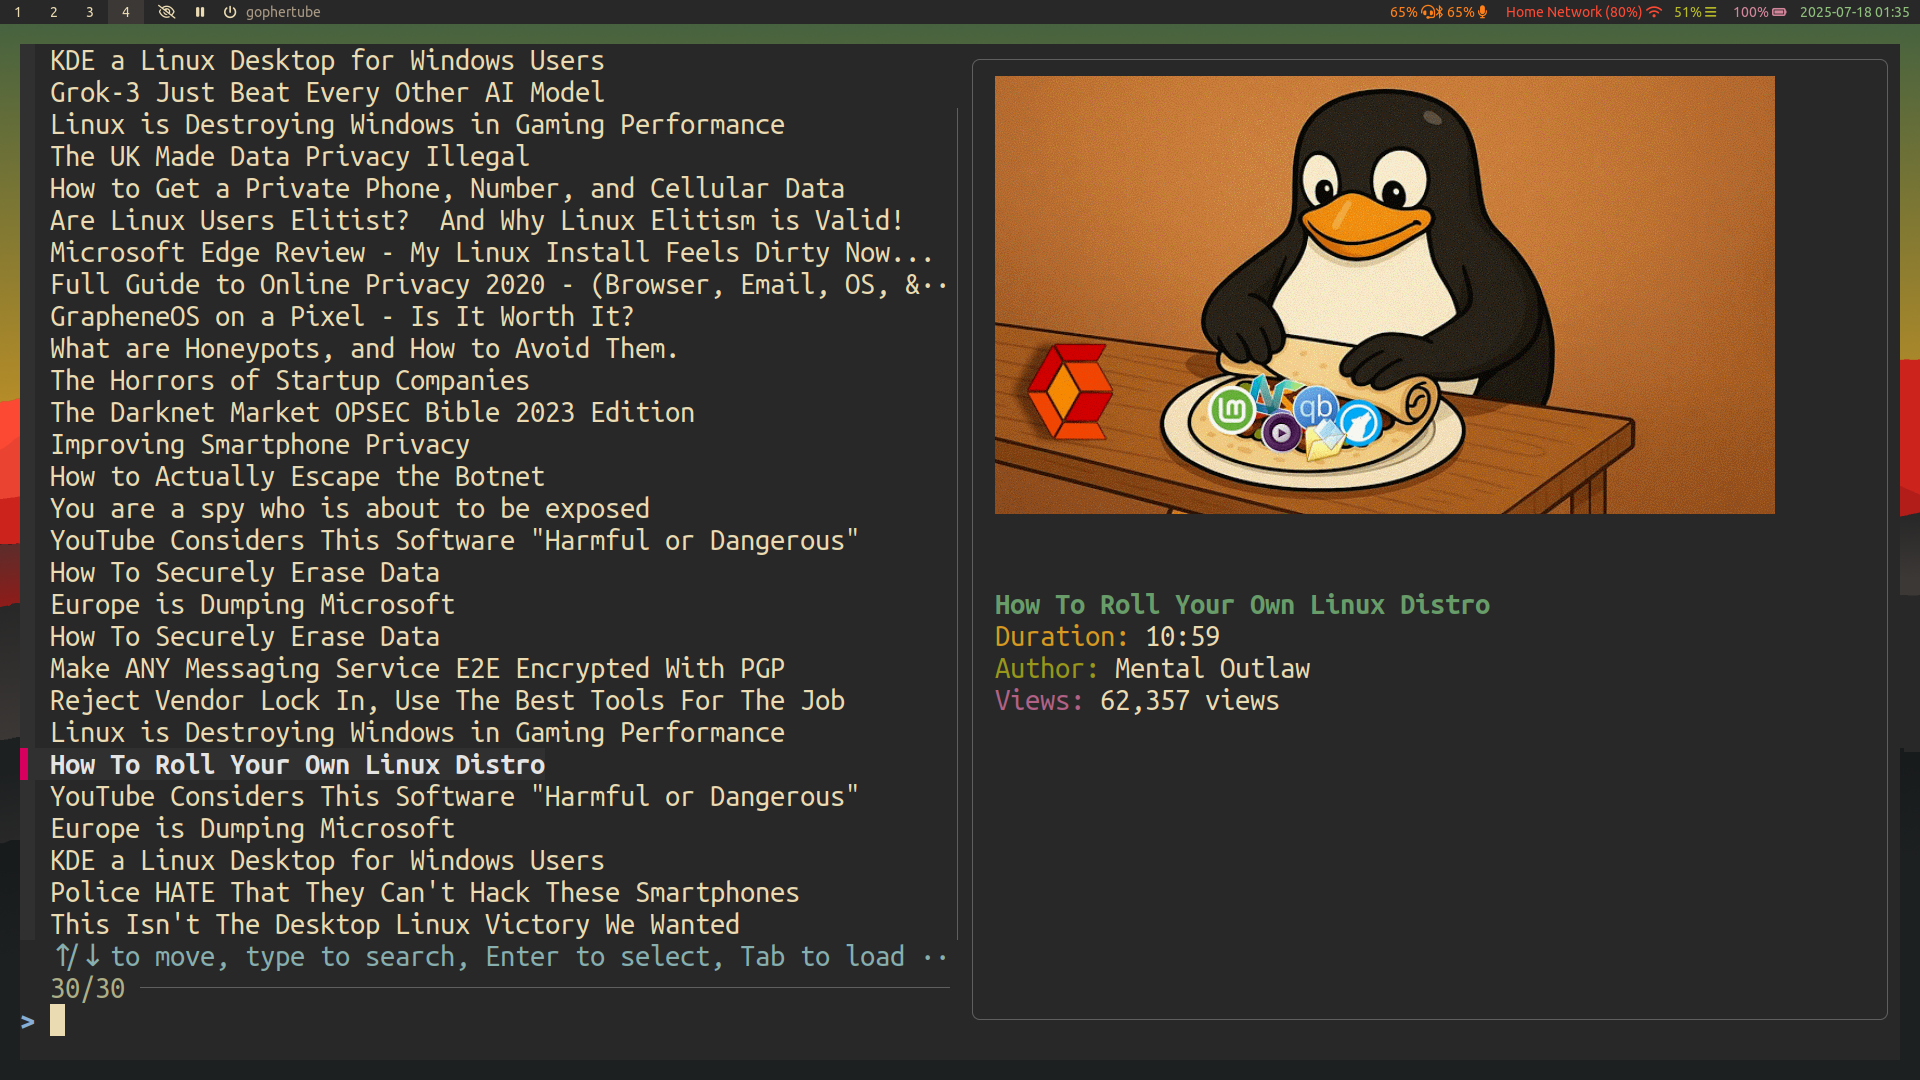 1 2 3 4 gophertube 65% 65% Home Network (80%) 51% 100% 2025-07-18 01:35
KDE a Linux Desktop for Windows Users
Grok-3 Just Beat Every Other AI Model
Linux is Destroying Windows in Gaming Performance
The UK Made Data Privacy Illegal
How to Get a Private Phone, Number, and Cellular Data
Are Linux Users Elitist?  And Why Linux Elitism is Valid!
Microsoft Edge Review - My Linux Install Feels Dirty Now...
Full Guide to Online Privacy 2020 - (Browser, Email, OS, &··
GrapheneOS on a Pixel - Is It Worth It?
What are Honeypots, and How to Avoid Them.
The Horrors of Startup Companies
The Darknet Market OPSEC Bible 2023 Edition
Improving Smartphone Privacy
How to Actually Escape the Botnet
You are a spy who is about to be exposed
YouTube Considers This Software "Harmful or Dangerous"
How To Securely Erase Data
Europe is Dumping Microsoft
How To Securely Erase Data
Make ANY Messaging Service E2E Encrypted With PGP
Reject Vendor Lock In, Use The Best Tools For The Job
Linux is Destroying Windows in Gaming Performance
How To Roll Your Own Linux Distro
YouTube Considers This Software "Harmful or Dangerous"
Europe is Dumping Microsoft
KDE a Linux Desktop for Windows Users
Police HATE That They Can't Hack These Smartphones
This Isn't The Desktop Linux Victory We Wanted
↑/↓ to move, type to search, Enter to select, Tab to load ··
30/30
>
lm
qb
How To Roll Your Own Linux Distro
Duration: 10:59
Author: Mental Outlaw
Views: 62,357 views